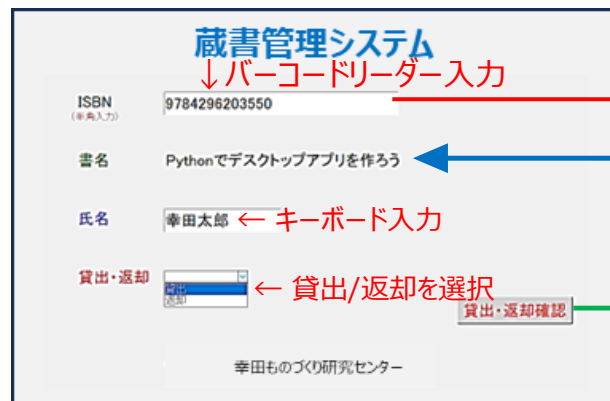 蔵書管理システム
↓バーコードリーダー入力
ISBN 9784296203550
(半角入力)
書名 Pythonでデスクトップアプリを作ろう
氏名 幸田太郎 ← キーボード入力
貸出・返却 ← 貸出/返却を選択
貸出
返却
貸出・返却確認
幸田ものづくり研究センター